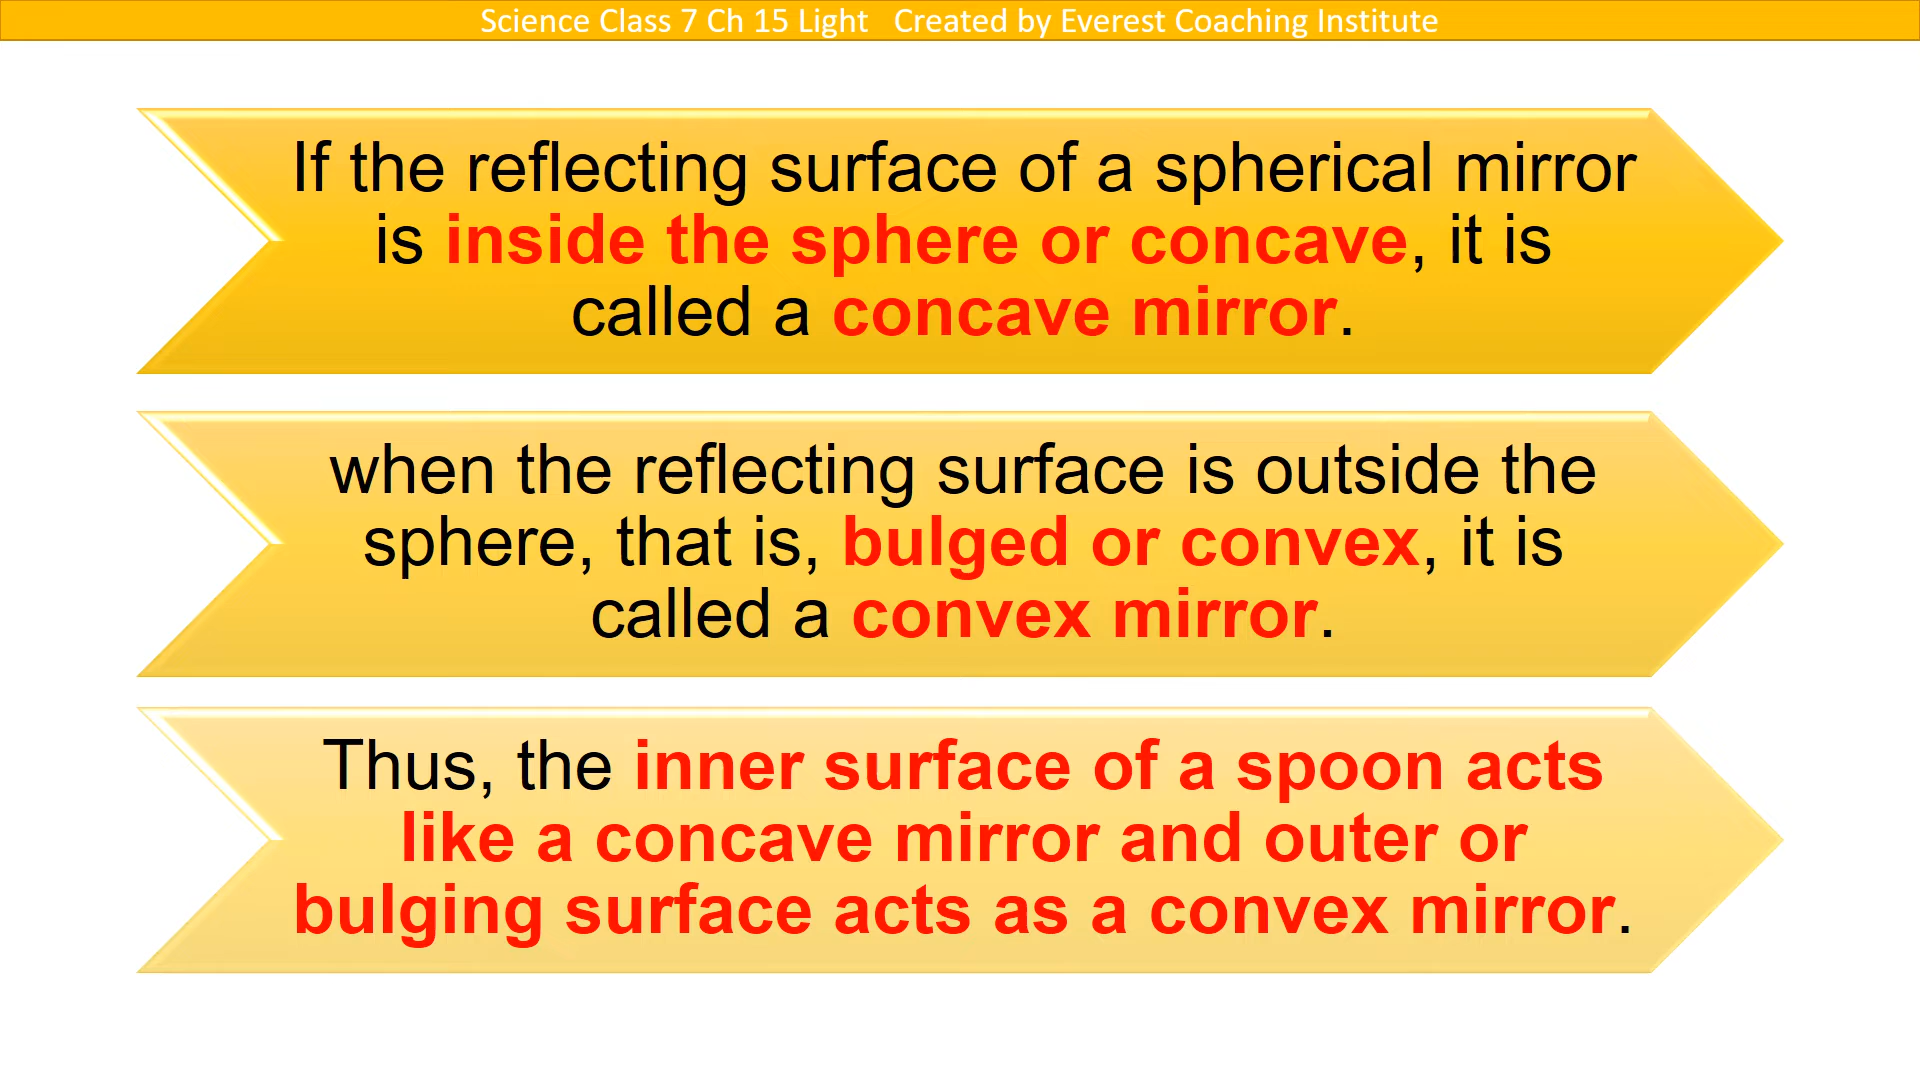 Science Class 7 Ch 15 Light   Created by Everest Coaching Institute
If the reflecting surface of a spherical mirror
is inside the sphere or concave, it is
called a concave mirror.
when the reflecting surface is outside the
sphere, that is, bulged or convex, it is
called a convex mirror.
Thus, the inner surface of a spoon acts
like a concave mirror and outer or
bulging surface acts as a convex mirror.